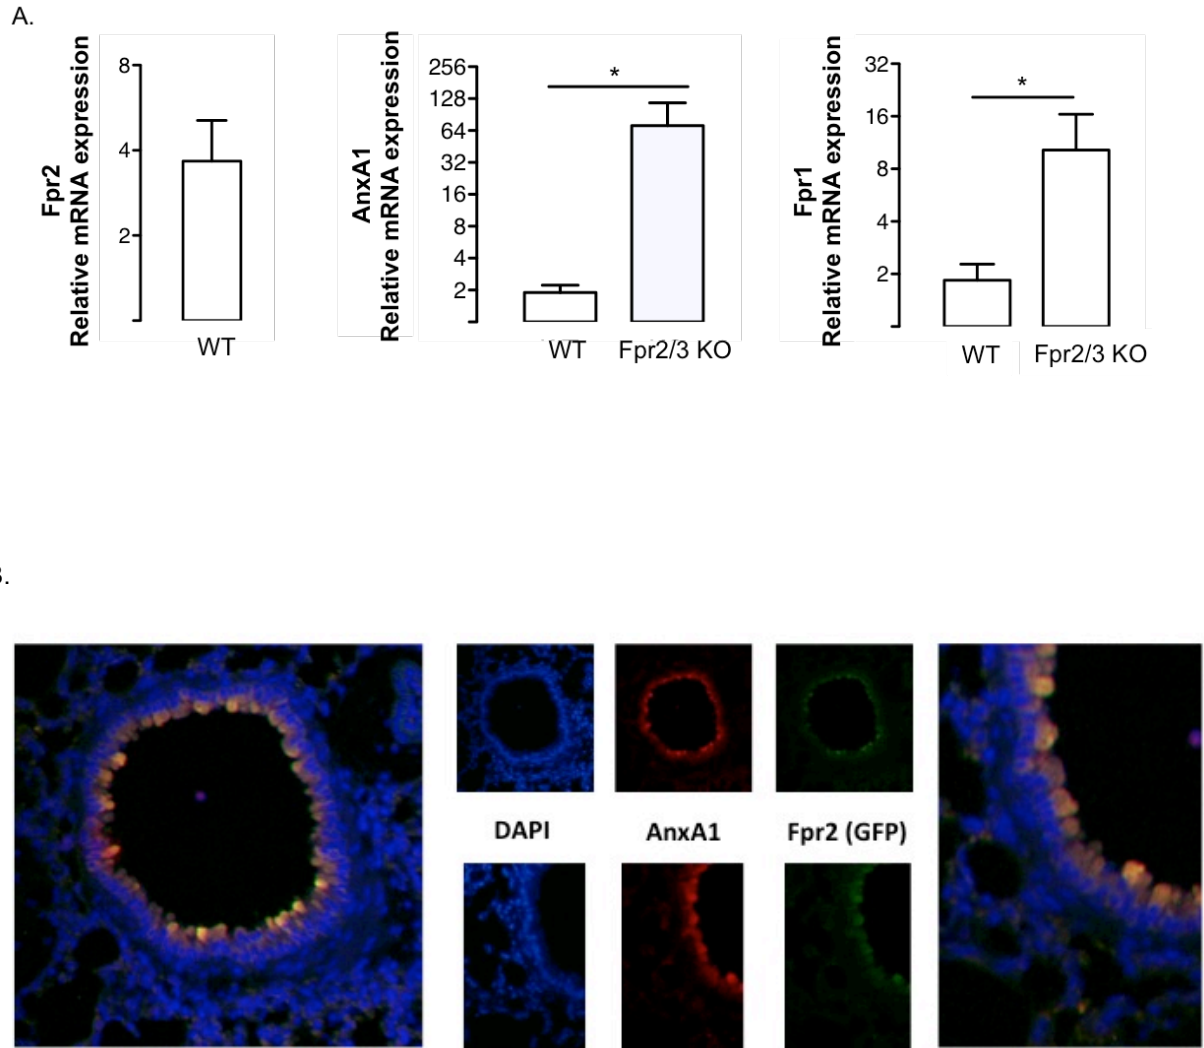 A.
Fpr2
Relative mRNA expression
8
4
2
WT
AnxA1
Relative mRNA expression
256
128
64
32
16
8
4
2
*
WT
Fpr2/3 KO
Fpr1
Relative mRNA expression
32
16
8
4
2
*
WT
Fpr2/3 KO
B.
DAPI
AnxA1
Fpr2 (GFP)